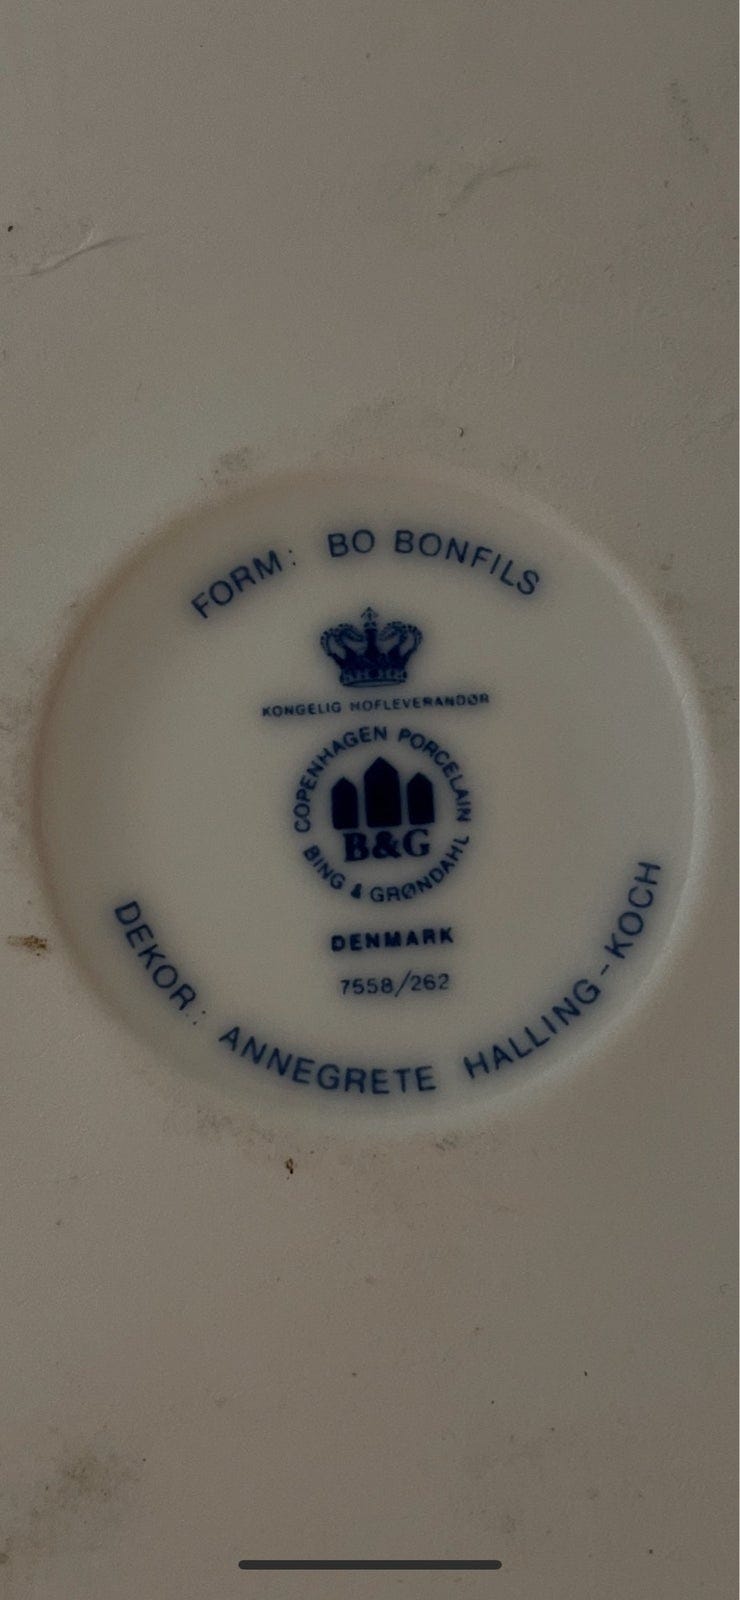 FORM: BO BONFILS
KONGELIG HOFLEVERANDØR
COPENHAGEN PORCELAIN
B&G
BING & GRØNDAHL
DENMARK
7558/262
DEKOR: ANNEGRETE HALLING-KOCH